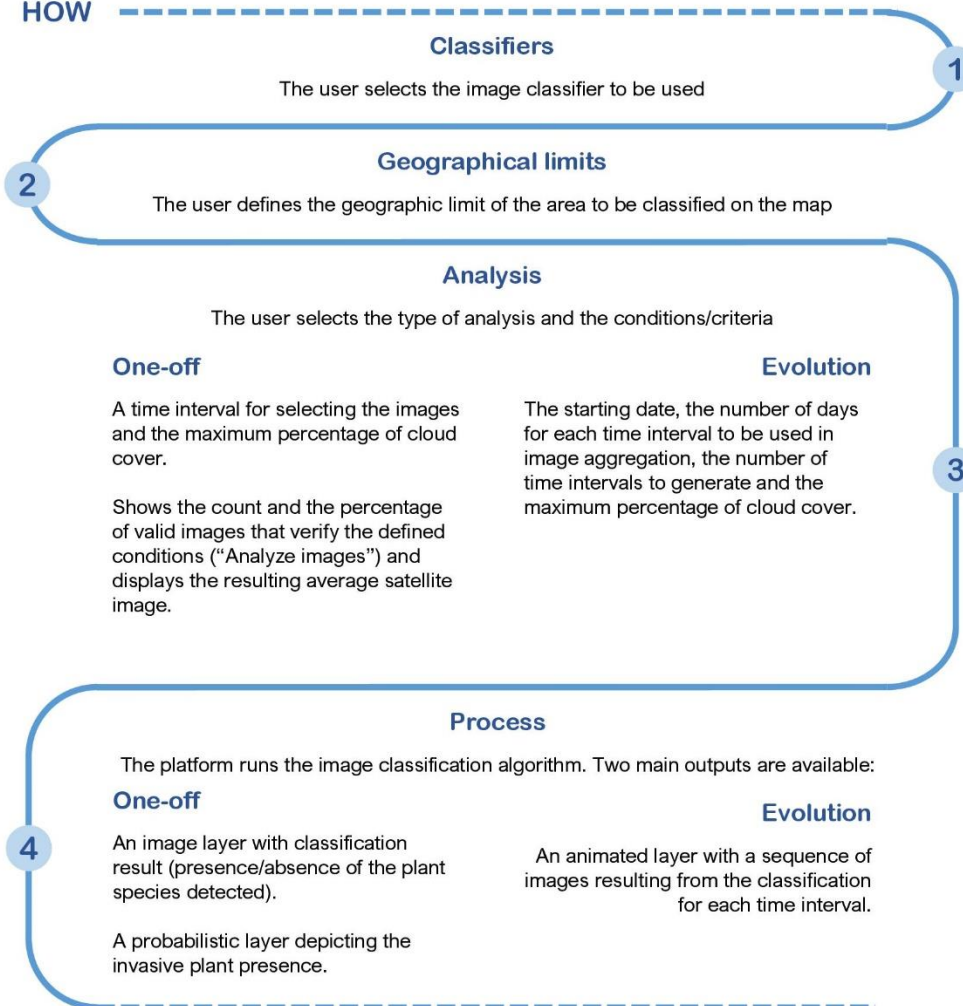 HOW
Classifiers
1
The user selects the image classifier to be used
Geographical limits
2
The user defines the geographic limit of the area to be classified on the map
Analysis
The user selects the type of analysis and the conditions/criteria
One-off
A time interval for selecting the images
and the maximum percentage of cloud
cover.
Shows the count and the percentage
of valid images that verify the defined
conditions (“Analyze images”) and
displays the resulting average satellite
image.
Evolution
The starting date, the number of days
for each time interval to be used in
image aggregation, the number of
time intervals to generate and the
maximum percentage of cloud cover.
3
Process
The platform runs the image classification algorithm. Two main outputs are available:
4
One-off
An image layer with classification
result (presence/absence of the plant
species detected).
A probabilistic layer depicting the
invasive plant presence.
Evolution
An animated layer with a sequence of
images resulting from the classification
for each time interval.